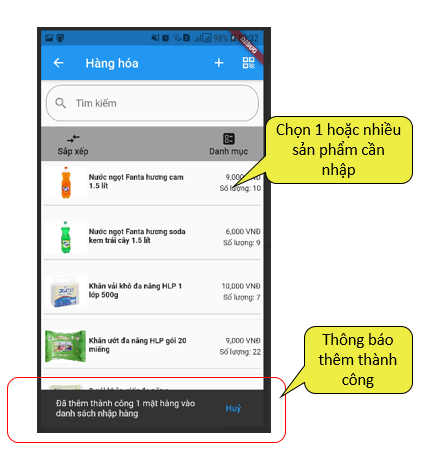 98%
DEBUG
Hàng hóa
+
Tìm kiếm
Sắp xếp
Danh mục
Nước ngọt Fanta hương cam
1.5 lít
9,000 VNĐ
Số lượng: 10
Nước ngọt Fanta hương soda
kem trái cây 1.5 lít
6,000 VNĐ
Số lượng: 9
Khăn vải khô đa năng HLP 1
lớp 500g
10,000 VNĐ
Số lượng: 7
Khăn ướt đa năng HLP gói 20
miếng
9,000 VNĐ
Số lượng: 22
Đã thêm thành công 1 mặt hàng vào
danh sách nhập hàng
Huỷ
Chọn 1 hoặc nhiều
sản phẩm cần
nhập
Thông báo
thêm thành
công